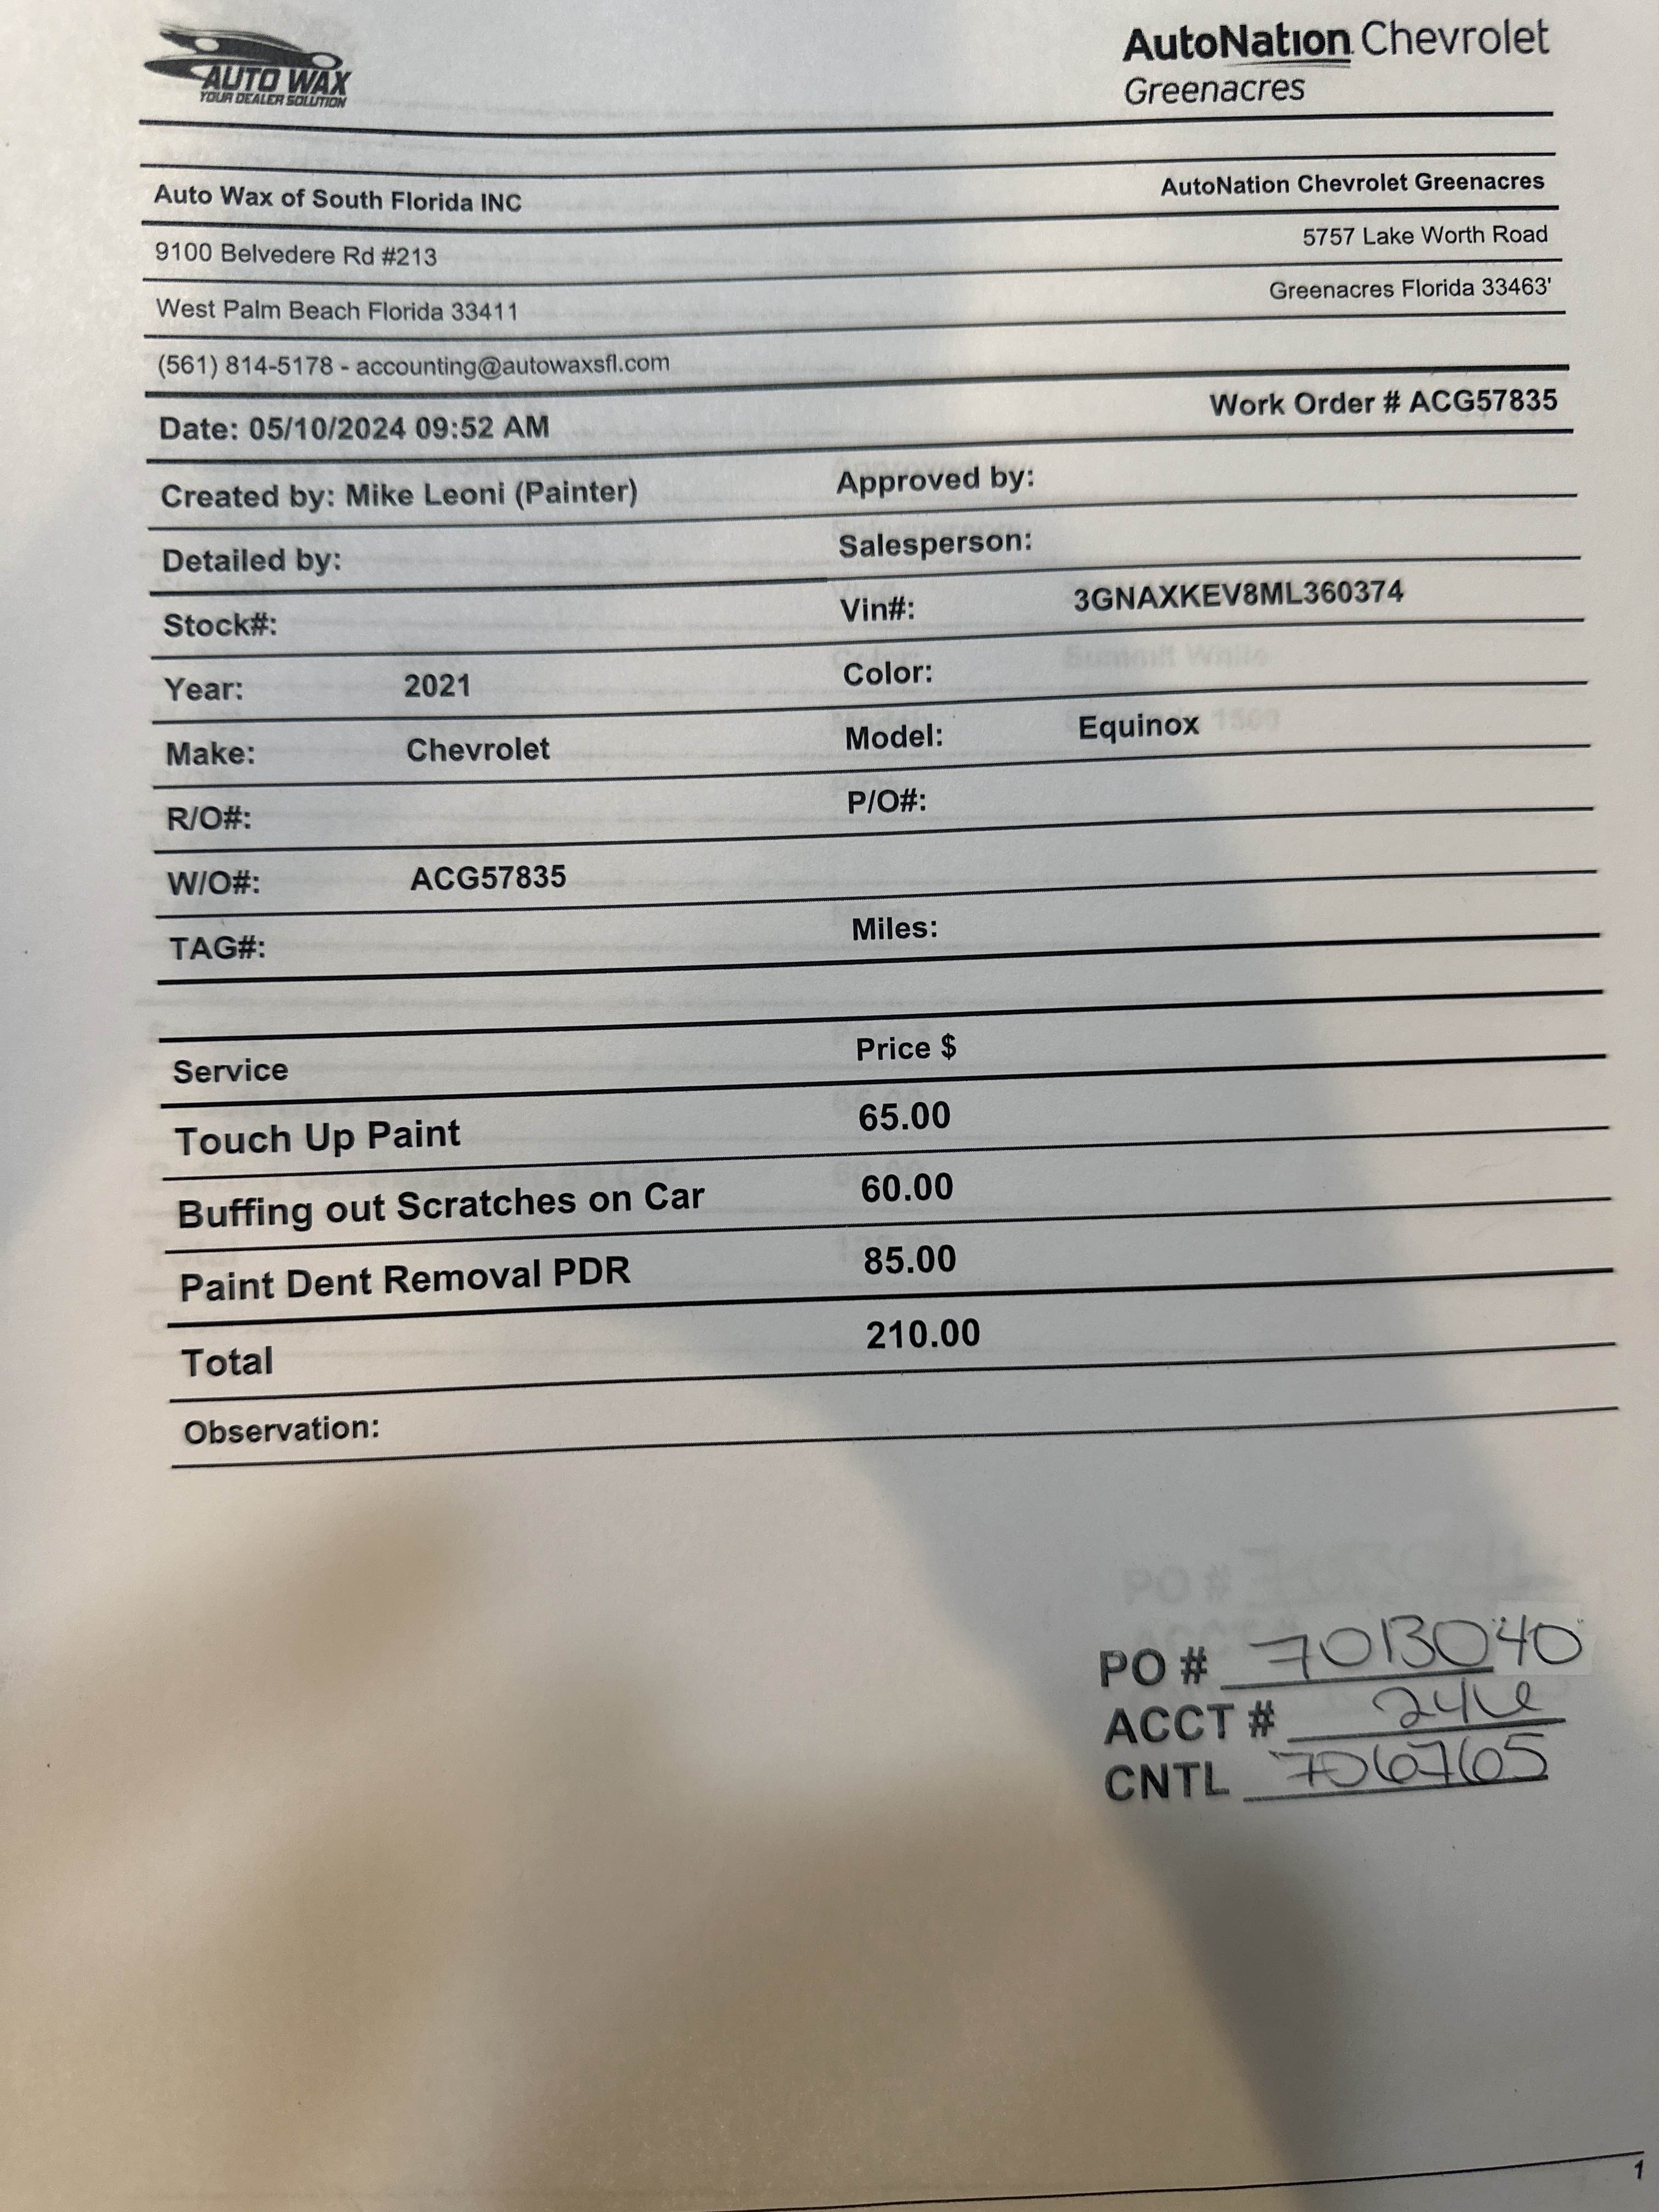 AUTO WAX
YOUR DEALER SOLUTION
AutoNation Chevrolet
Greenacres
Auto Wax of South Florida INC
AutoNation Chevrolet Greenacres
9100 Belvedere Rd #213
5757 Lake Worth Road
West Palm Beach Florida 33411
Greenacres Florida 33463'
(561) 814-5178 - accounting@autowaxsfl.com
Date: 05/10/2024 09:52 AM
Work Order # ACG57835
Created by: Mike Leoni (Painter)
Approved by:
Detailed by:
Salesperson:
Stock#:
Vin#: 3GNAXKEV8ML360374
Year: 2021
Color:
Make: Chevrolet
Model: Equinox
R/O#:
P/O#:
W/O#: ACG57835
TAG#:
Miles:
Service Price $
Touch Up Paint 65.00
Buffing out Scratches on Car 60.00
Paint Dent Removal PDR 85.00
Total 210.00
Observation:
PO # 7013040
ACCT # 246
CNTL 706765
1